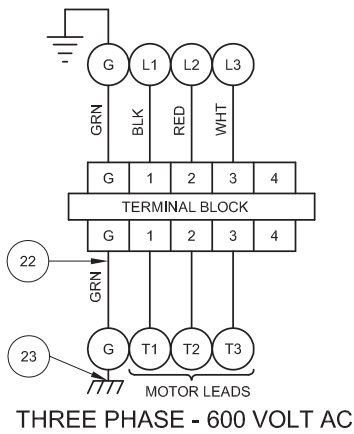 G L1 L2 L3
GRN BLK RED WHT
G 1 2 3 4
TERMINAL BLOCK
G 1 2 3 4
22
GRN
23
G T1 T2 T3
MOTOR LEADS
THREE PHASE - 600 VOLT AC